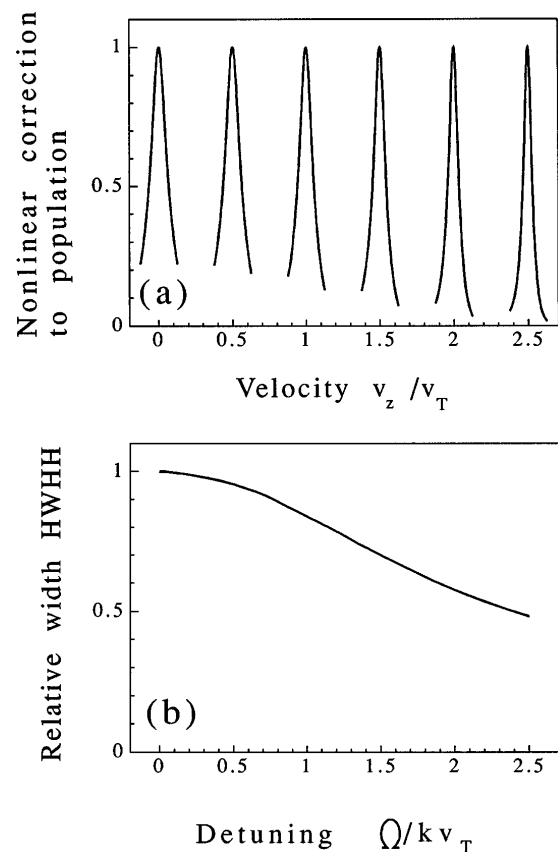 Nonlinear correction
to population
1
0.5
0
(a)
0 0.5 1 1.5 2 2.5
Velocity v_z /v_T
Relative width HWHH
1
0.5
0
(b)
0 0.5 1 1.5 2 2.5
Detuning Ω/kv_T